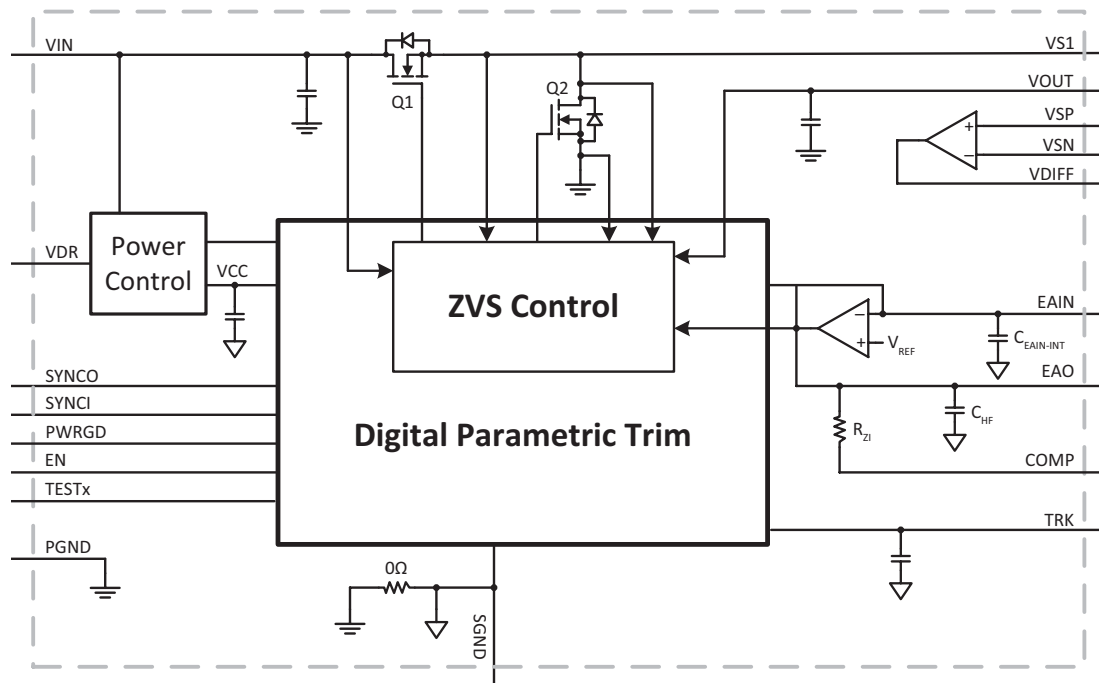 VIN
VS1
Q1
Q2
VOUT
VSP
+
VSN
−
VDIFF
Power
Control
VDR
VCC
ZVS Control
EAIN
−
+
VREF
CEAIN-INT
EAO
SYNCO
SYNCI
PWRGD
EN
TESTx
Digital Parametric Trim
RZI
CHF
COMP
TRK
PGND
0Ω
SGND